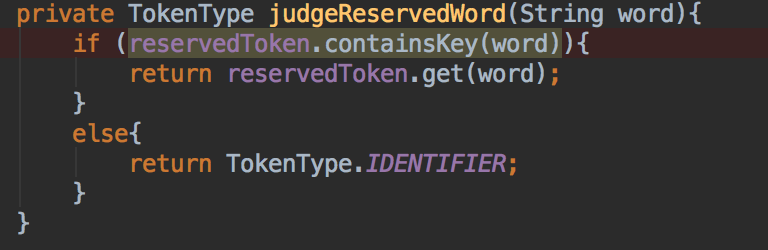 private TokenType judgeReservedWord(String word){
if (reservedToken.containsKey(word)){
return reservedToken.get(word);
}
else{
return TokenType.IDENTIFIER;
}
}